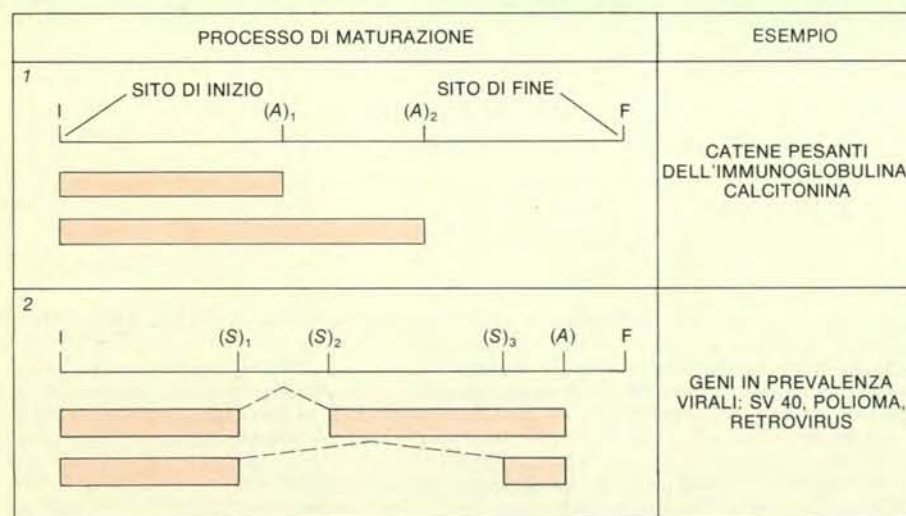 PROCESSO DI MATURAZIONE
ESEMPIO
1
SITO DI INIZIO
SITO DI FINE
I (A)1 (A)2 F
CATENE PESANTI
DELL'IMMUNOGLOBULINA
CALCITONINA
2
I (S)1 (S)2 (S)3 (A) F
GENI IN PREVALENZA
VIRALI: SV 40, POLIOMA,
RETROVIRUS